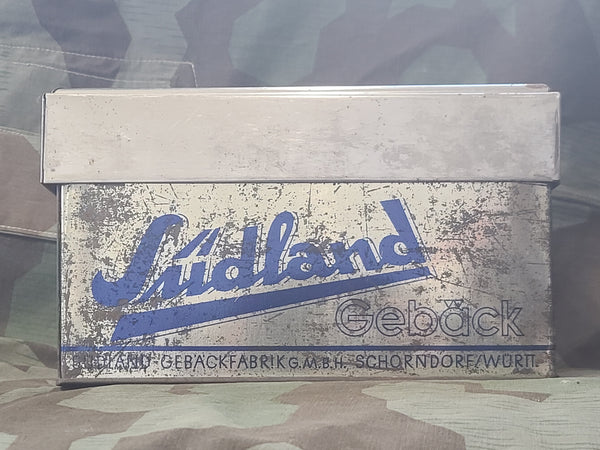 Südland
Gebäck
SÜDLAND-GEBÄCKFABRIK G.M.B.H. SCHORNDORF/WÜRTT.